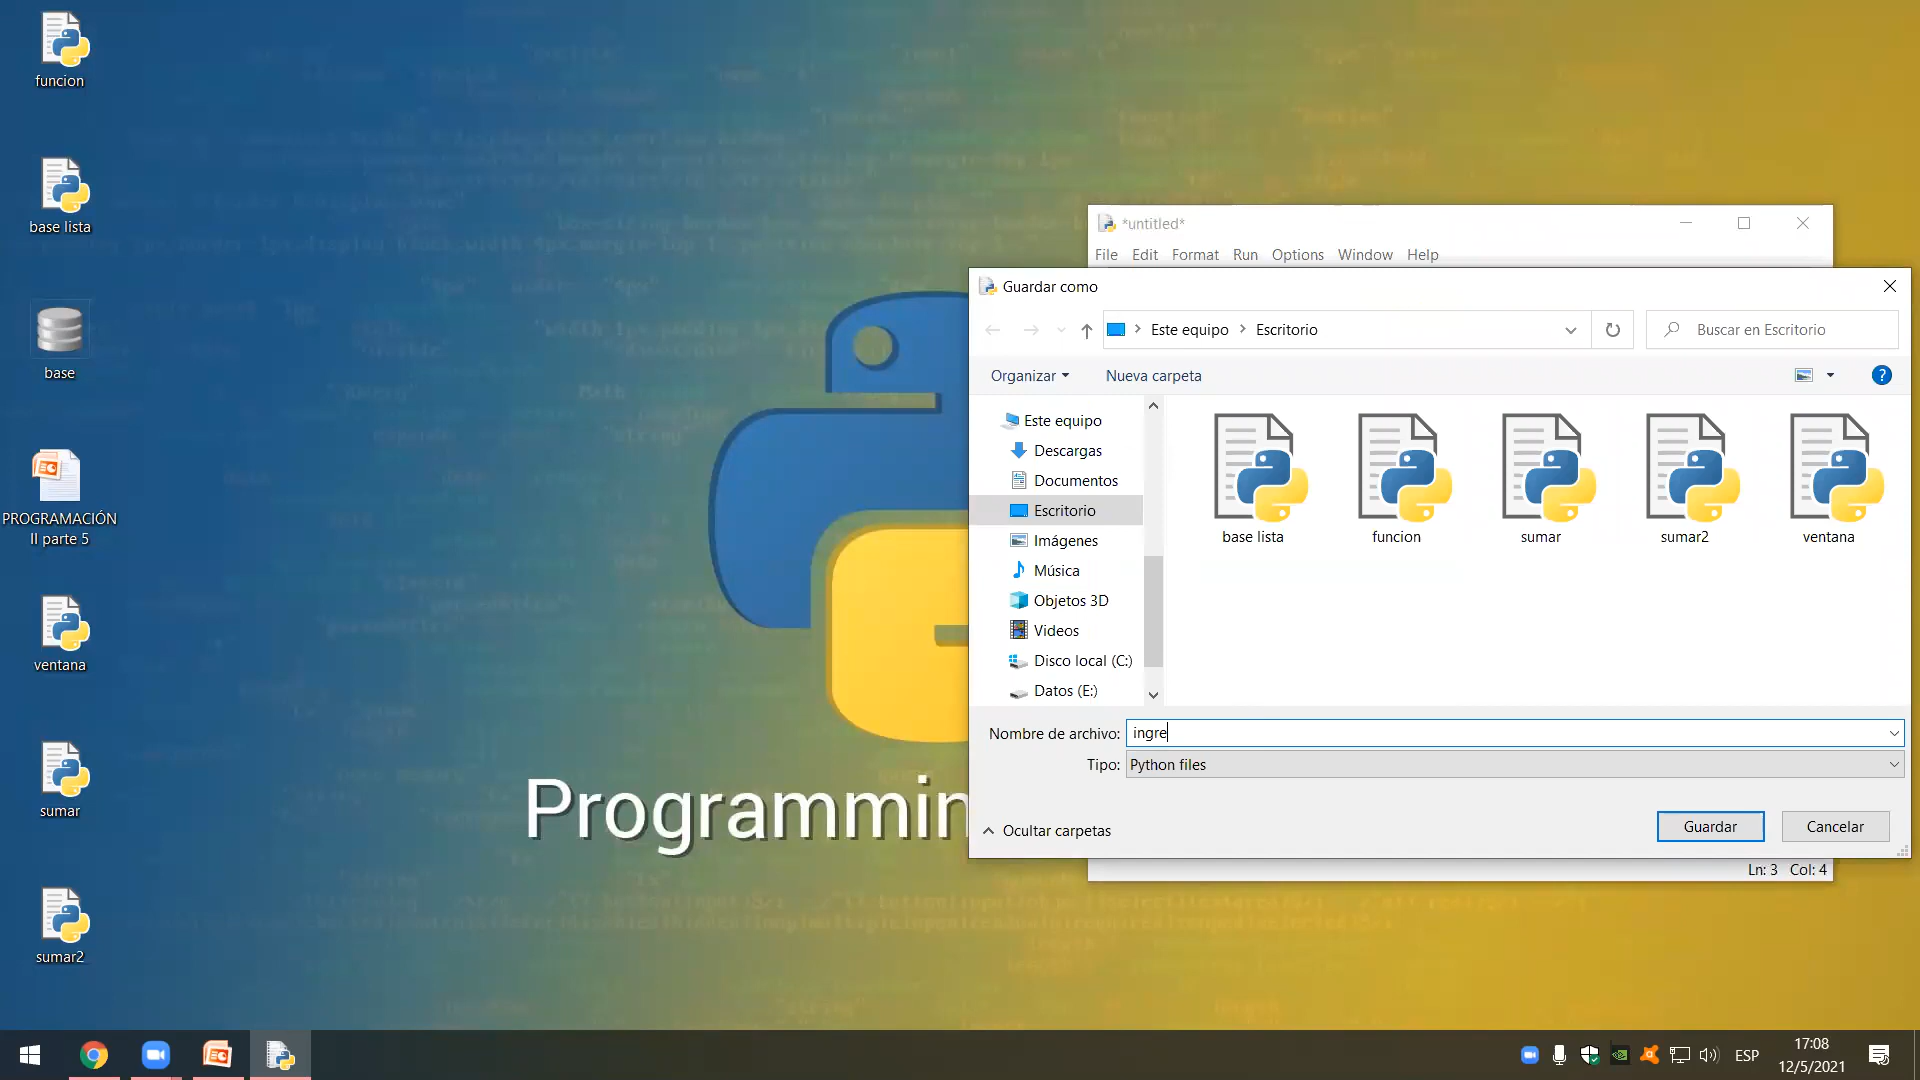 funcion
base lista
base
PROGRAMACIÓN
II parte 5
ventana
sumar
sumar2
Programmin
*untitled*
File Edit Format Run Options Window Help
Guardar como
Este equipo > Escritorio
Buscar en Escritorio
Organizar
Nueva carpeta
?
Este equipo
Descargas
Documentos
Escritorio
Imágenes
Música
Objetos 3D
Videos
Disco local (C:)
Datos (E:)
base lista
funcion
sumar
sumar2
ventana
Nombre de archivo: ingre
Tipo: Python files
Ocultar carpetas
Guardar
Cancelar
Ln: 3 Col: 4
ESP
17:08
12/5/2021